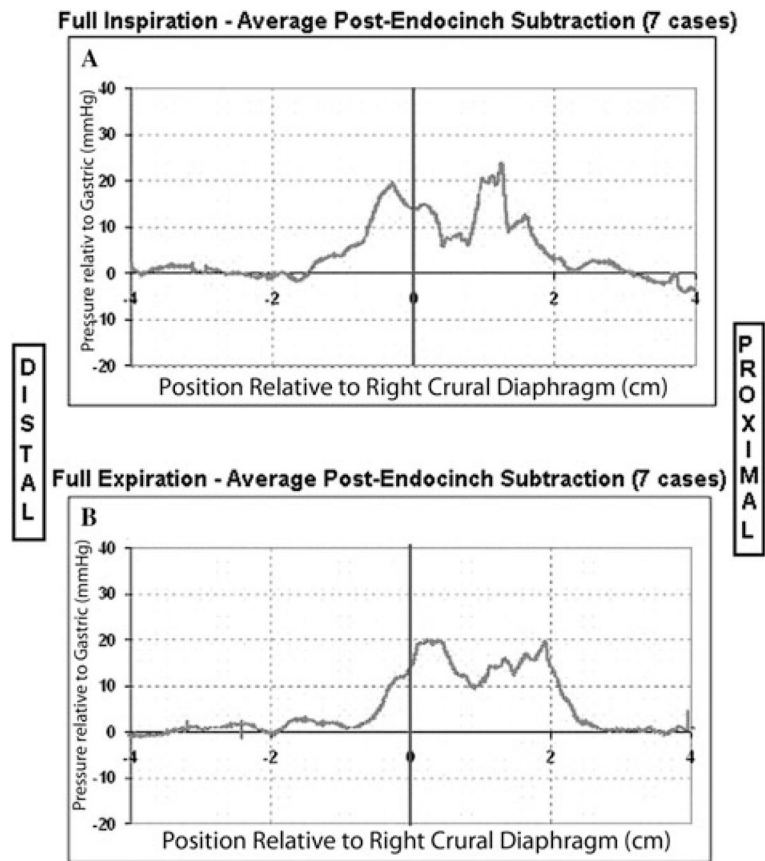 Full Inspiration - Average Post-Endocinch Subtraction (7 cases)
A
Pressure relativ to Gastric (mmHg)
40
30
20
10
0
10
-20
-4
-2
0
2
4
Position Relative to Right Crural Diaphragm (cm)
DISTAL
PROXIMAL
Full Expiration - Average Post-Endocinch Subtraction (7 cases)
B
Pressure relative to Gastric (mmHg)
40
30
20
10
0
-10
-20
-4
-2
0
2
4
Position Relative to Right Crural Diaphragm (cm)